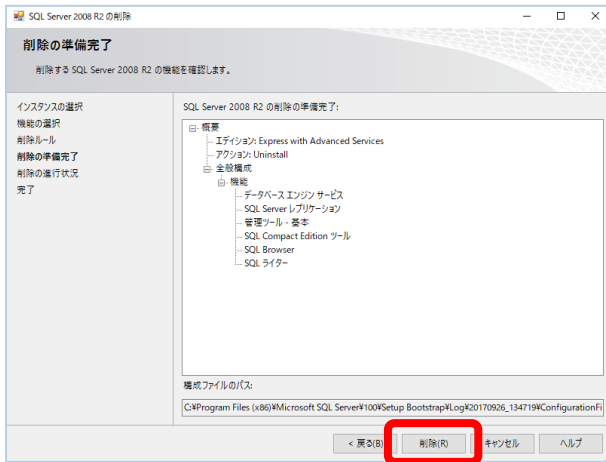 SQL Server 2008 R2 の削除
削除の準備完了
削除する SQL Server 2008 R2 の機能を確認します。
インスタンスの選択
機能の選択
削除ルール
削除の準備完了
削除の進行状況
完了
SQL Server 2008 R2 の削除の準備完了:
概要
エディション: Express with Advanced Services
アクション: Uninstall
全般構成
機能
データベース エンジン サービス
SQL Server レプリケーション
管理ツール - 基本
SQL Compact Edition ツール
SQL Browser
SQL ライター
構成ファイルのパス:
C:¥Program Files (x86)¥Microsoft SQL Server¥100¥Setup Bootstrap¥Log¥20170926_134719¥ConfigurationFi
< 戻る(B) 削除(R) キャンセル ヘルプ